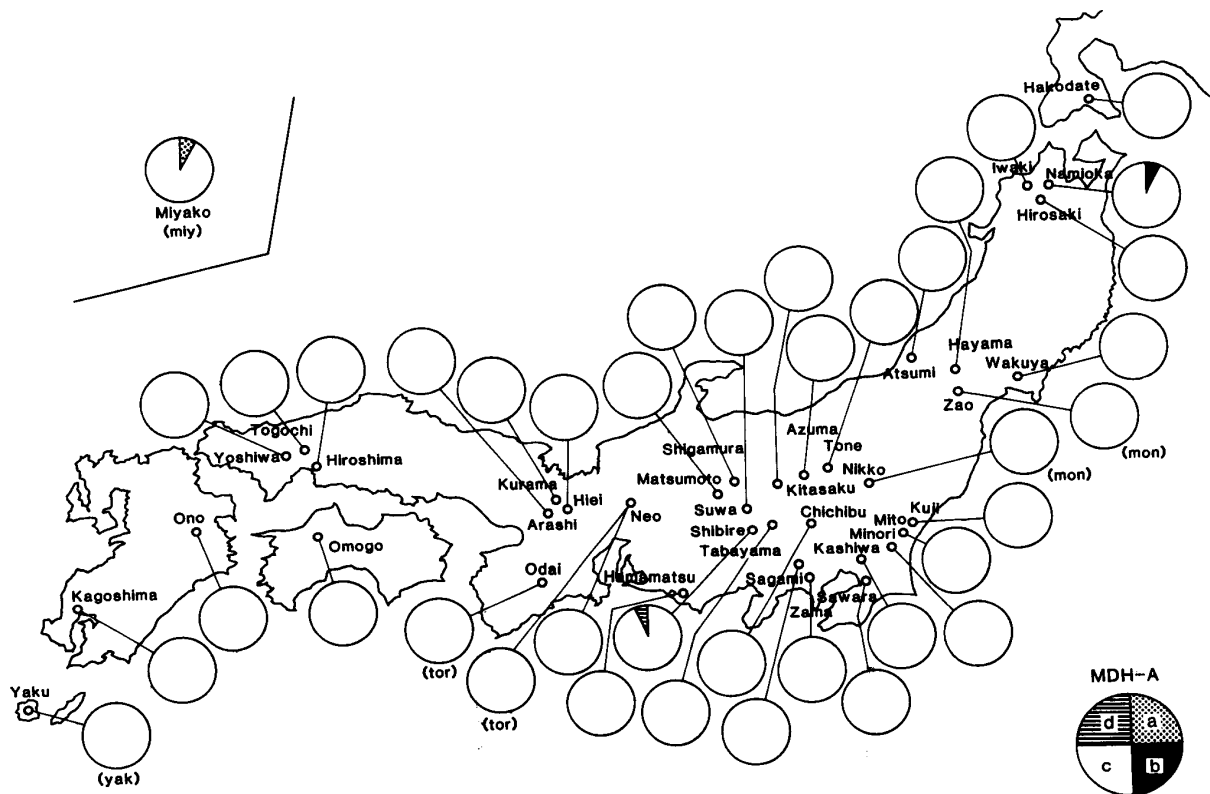 Hakodate
Iwaki
Namioka
Hirosaki
Miyako
(miy)
Hayama
Atsumi
Wakuya
Zao
(mon)
Togochi
Yoshiwa
Hiroshima
Shigamura
Azuma
Tone
Nikko
(mon)
Matsumoto
Kitasaku
Kurama
Hiei
Arashi
Neo
Suwa
Chichibu
Kuji
Mito
Ono
Omogo
Shibire
Minori
Tabayama
Kashiwa
Odai
Hamamatsu
Sagami
Sawara
Zama
Kagoshima
(tor)
(tor)
Yaku
(yak)
MDH-A
d a
c b